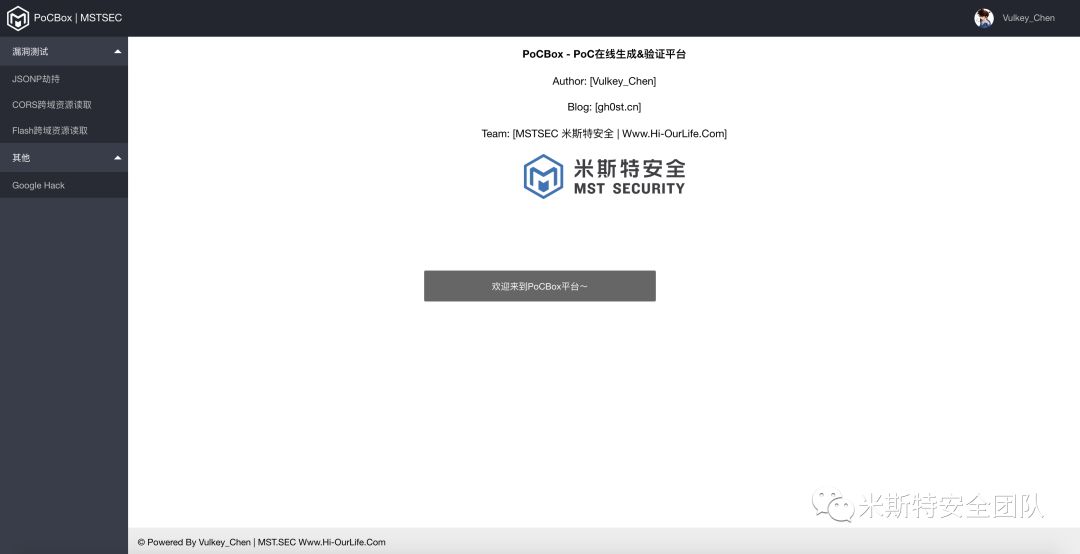 PoCBox | MSTSEC
Vulkey_Chen
漏洞测试
JSONP劫持
CORS跨域资源读取
Flash跨域资源读取
其他
Google Hack
PoCBox - PoC在线生成&验证平台
Author: [Vulkey_Chen]
Blog: [gh0st.cn]
Team: [MSTSEC 米斯特安全 | Www.Hi-OurLife.Com]
米斯特安全
MST SECURITY
欢迎来到PoCBox平台～
米斯特安全团队
© Powered By Vulkey_Chen | MST.SEC Www.Hi-OurLife.Com